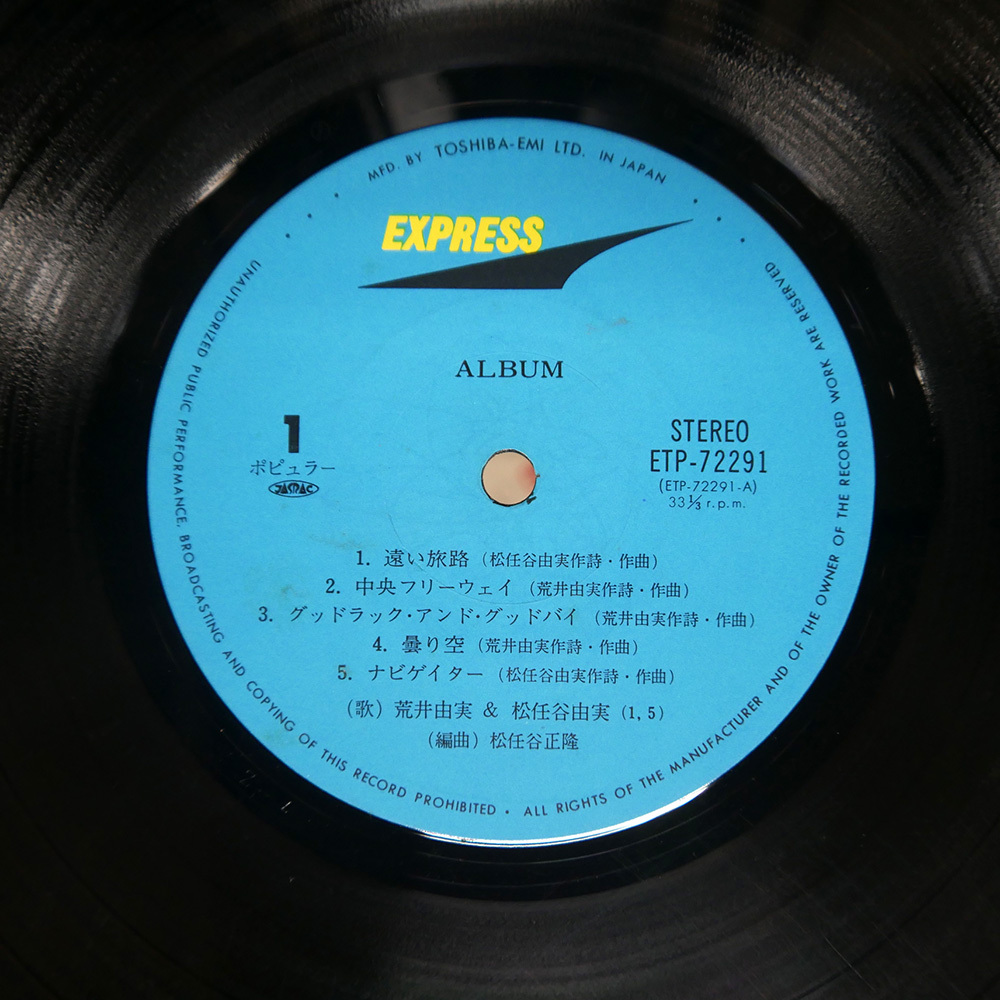 MFD. BY TOSHIBA-EMI LTD. IN JAPAN
EXPRESS
ALBUM
1
ポピュラー
JASRAC
STEREO
ETP-72291
(ETP-72291-A)
33⅓ r.p.m.
1. 遠い旅路 (松任谷由実作詩・作曲)
2. 中央フリーウェイ (荒井由実作詩・作曲)
3. グッドラック・アンド・グッドバイ (荒井由実作詩・作曲)
4. 曇り空 (荒井由実作詩・作曲)
5. ナビゲイター (松任谷由実作詩・作曲)
(歌) 荒井由実 & 松任谷由実 (1, 5)
(編曲) 松任谷正隆
UNAUTHORIZED PUBLIC PERFORMANCE, BROADCASTING AND COPYING OF THIS RECORD PROHIBITED · ALL RIGHTS OF THE MANUFACTURER AND OF THE OWNER OF THE RECORDED WORK ARE RESERVED